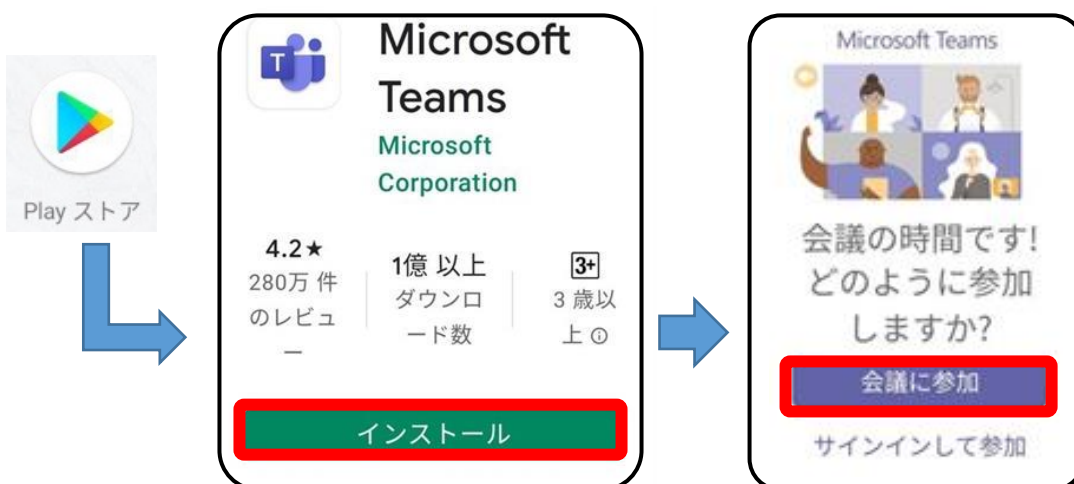 Play ストア
T
Microsoft
Teams
Microsoft
Corporation
4.2★
280万 件
のレビュ
ー
1億 以上
ダウンロ
ード数
3+
3 歳以
上 ⓘ
インストール
Microsoft Teams
会議の時間です!
どのように参加
しますか?
会議に参加
サインインして参加